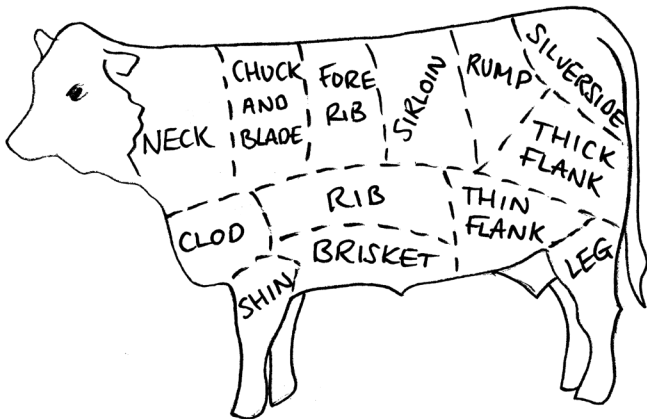 NECK
CHUCK
AND
BLADE
FORE
RIB
SIRLOIN
RUMP
SILVERSIDE
THICK
FLANK
CLOD
RIB
THIN
FLANK
BRISKET
SHIN
LEG